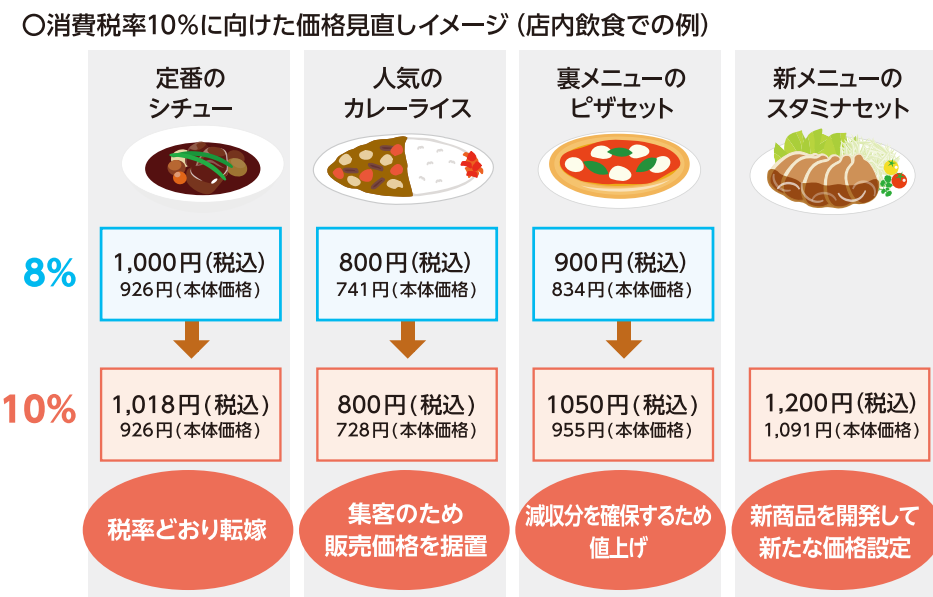 〇消費税率10%に向けた価格見直しイメージ（店内飲食での例）
定番の
シチュー
人気の
カレーライス
裏メニューの
ピザセット
新メニューの
スタミナセット
8%
1,000円（税込）
926円（本体価格）
800円（税込）
741円（本体価格）
900円（税込）
834円（本体価格）
10%
1,018円（税込）
926円（本体価格）
800円（税込）
728円（本体価格）
1050円（税込）
955円（本体価格）
1,200円（税込）
1,091円（本体価格）
税率どおり転嫁
集客のため
販売価格を据置
減収分を確保するため
値上げ
新商品を開発して
新たな価格設定